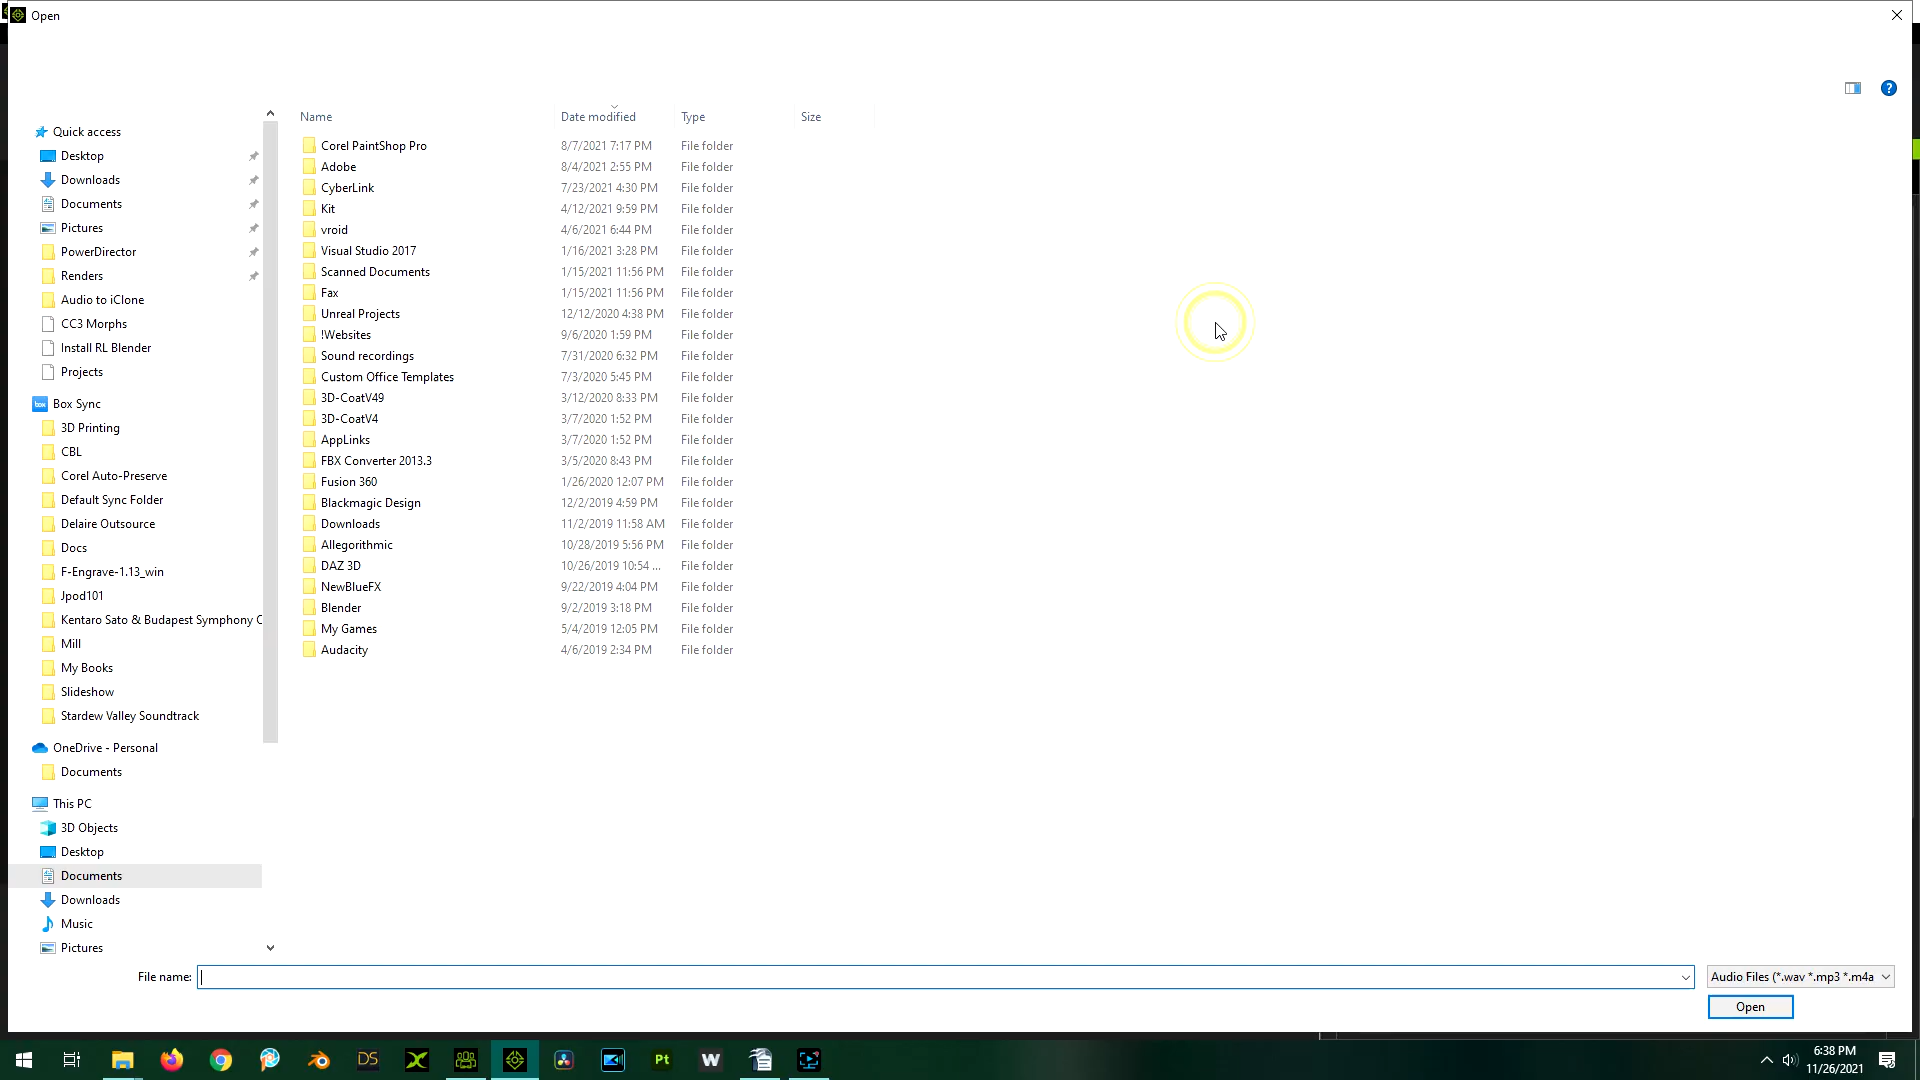 Open
Name Date modified Type Size
Quick access
Desktop
Downloads
Documents
Pictures
PowerDirector
Renders
Audio to iClone
CC3 Morphs
Install RL Blender
Projects
box Box Sync
3D Printing
CBL
Corel Auto-Preserve
Default Sync Folder
Delaire Outsource
Docs
F-Engrave-1.13_win
Jpod101
Kentaro Sato & Budapest Symphony
Mill
My Books
Slideshow
Stardew Valley Soundtrack
OneDrive - Personal
Documents
This PC
3D Objects
Desktop
Documents
Downloads
Music
Pictures
Corel PaintShop Pro 8/7/2021 7:17 PM File folder
Adobe 8/4/2021 2:55 PM File folder
CyberLink 7/23/2021 4:30 PM File folder
Kit 4/12/2021 9:59 PM File folder
vroid 4/6/2021 6:44 PM File folder
Visual Studio 2017 1/16/2021 3:28 PM File folder
Scanned Documents 1/15/2021 11:56 PM File folder
Fax 1/15/2021 11:56 PM File folder
Unreal Projects 12/12/2020 4:38 PM File folder
!Websites 9/6/2020 1:59 PM File folder
Sound recordings 7/31/2020 6:32 PM File folder
Custom Office Templates 7/3/2020 5:45 PM File folder
3D-CoatV49 3/12/2020 8:33 PM File folder
3D-CoatV4 3/7/2020 1:52 PM File folder
AppLinks 3/7/2020 1:52 PM File folder
FBX Converter 2013.3 3/5/2020 8:43 PM File folder
Fusion 360 1/26/2020 12:07 PM File folder
Blackmagic Design 12/2/2019 4:59 PM File folder
Downloads 11/2/2019 11:58 AM File folder
Allegorithmic 10/28/2019 5:56 PM File folder
DAZ 3D 10/26/2019 10:54 ... File folder
NewBlueFX 9/22/2019 4:04 PM File folder
Blender 9/2/2019 3:18 PM File folder
My Games 5/4/2019 12:05 PM File folder
Audacity 4/6/2019 2:34 PM File folder
File name: Audio Files (*.wav *.mp3 *.m4a
Open
DS Pt W
6:38 PM
11/26/2021